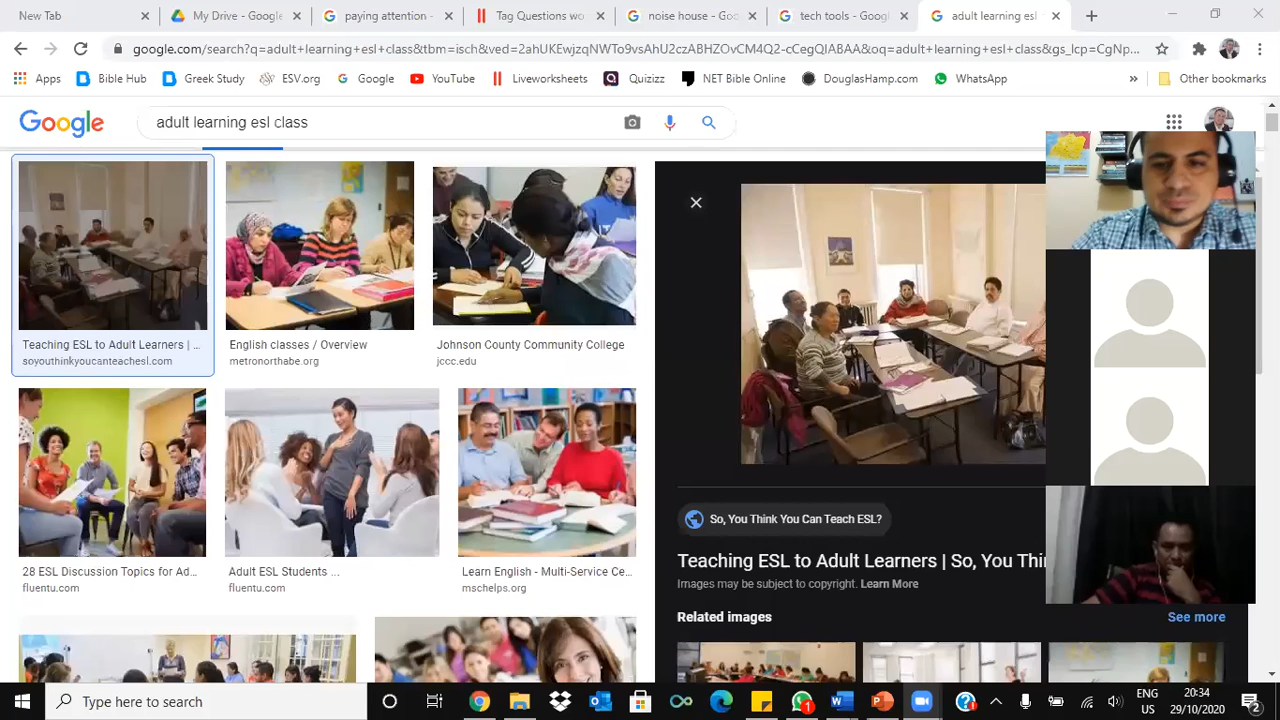 New Tab
My Drive - Google
paying attention -
Tag Questions wo
noise house - Goo
tech tools - Google
adult learning esl
google.com/search?q=adult+learning+esl+class&tbm=isch&ved=2ahUKEwjzqNWTo9vsAhU2czABHZOvCM4Q2-cCegQIABAA&oq=adult+learning+esl+class&gs_lcp=CgNp...
Apps
Bible Hub
Greek Study
ESV.org
Google
YouTube
Liveworksheets
Quizizz
NET Bible Online
DouglasHamp.com
WhatsApp
»
Other bookmarks
Google
adult learning esl class
Teaching ESL to Adult Learners | ...
soyouthinkyoucanteachesl.com
English classes / Overview
metronorthabe.org
Johnson County Community College
jccc.edu
28 ESL Discussion Topics for Ad...
fluentu.com
Adult ESL Students ...
fluentu.com
Learn English - Multi-Service Ce...
mschelps.org
So, You Think You Can Teach ESL?
Teaching ESL to Adult Learners | So, You Thi
Images may be subject to copyright. Learn More
Related images
See more
Type here to search
1
ENG
US
20:34
29/10/2020
2